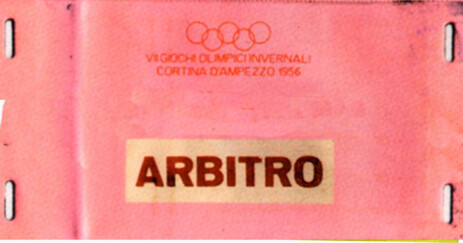 VII GIOCHI OLIMPICI INVERNALI
CORTINA D'AMPEZZO 1956
ARBITRO